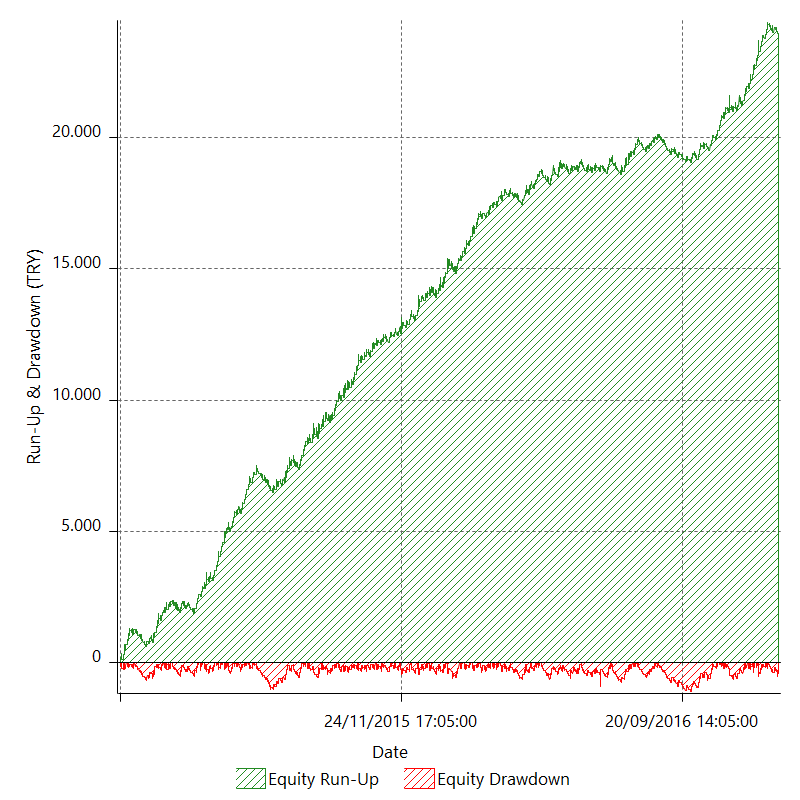 Run-Up & Drawdown (TRY)
20.000
15.000
10.000
5.000
0
24/11/2015 17:05:00
20/09/2016 14:05:00
Date
Equity Run-Up
Equity Drawdown